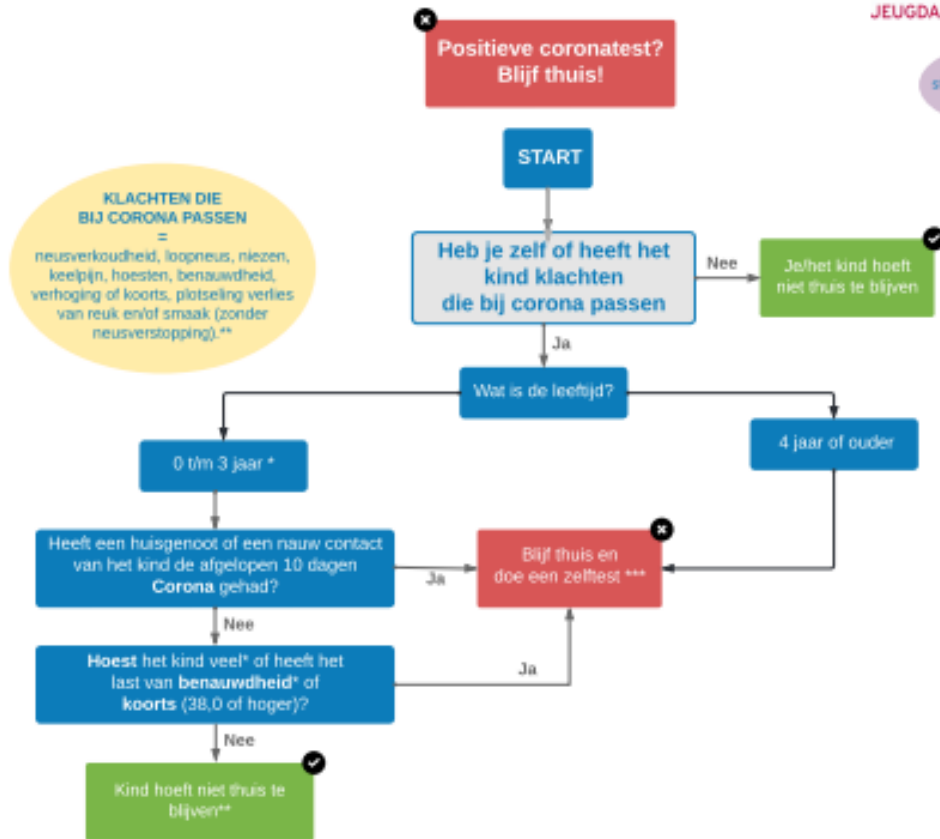 JEUGDA
Positieve coronatest?
Blijf thuis!
START
KLACHTEN DIE
BIJ CORONA PASSEN
=
neusverkoudheid, loopneus, niezen,
keelpijn, hoesten, benauwdheid,
verhoging of koorts, plotseling verlies
van reuk en/of smaak (zonder
neusverstopping).**
Heb je zelf of heeft het
kind klachten
die bij corona passen
Nee
Je/het kind hoeft
niet thuis te blijven
Ja
Wat is de leeftijd?
0 t/m 3 jaar *
4 jaar of ouder
Heeft een huisgenoot of een nauw contact
van het kind de afgelopen 10 dagen
Corona gehad?
Ja
Blijf thuis en
doe een zelftest ***
Nee
Hoest het kind veel* of heeft het
last van benauwdheid* of
koorts (38,0 of hoger)?
Ja
Nee
Kind hoeft niet thuis te
blijven**